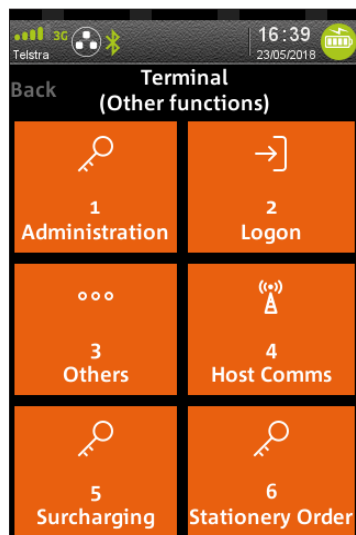 3G
16:39
Telstra
23/05/2018
Back
Terminal
(Other functions)
1
Administration
2
Logon
3
Others
4
Host Comms
5
Surcharging
6
Stationery Order